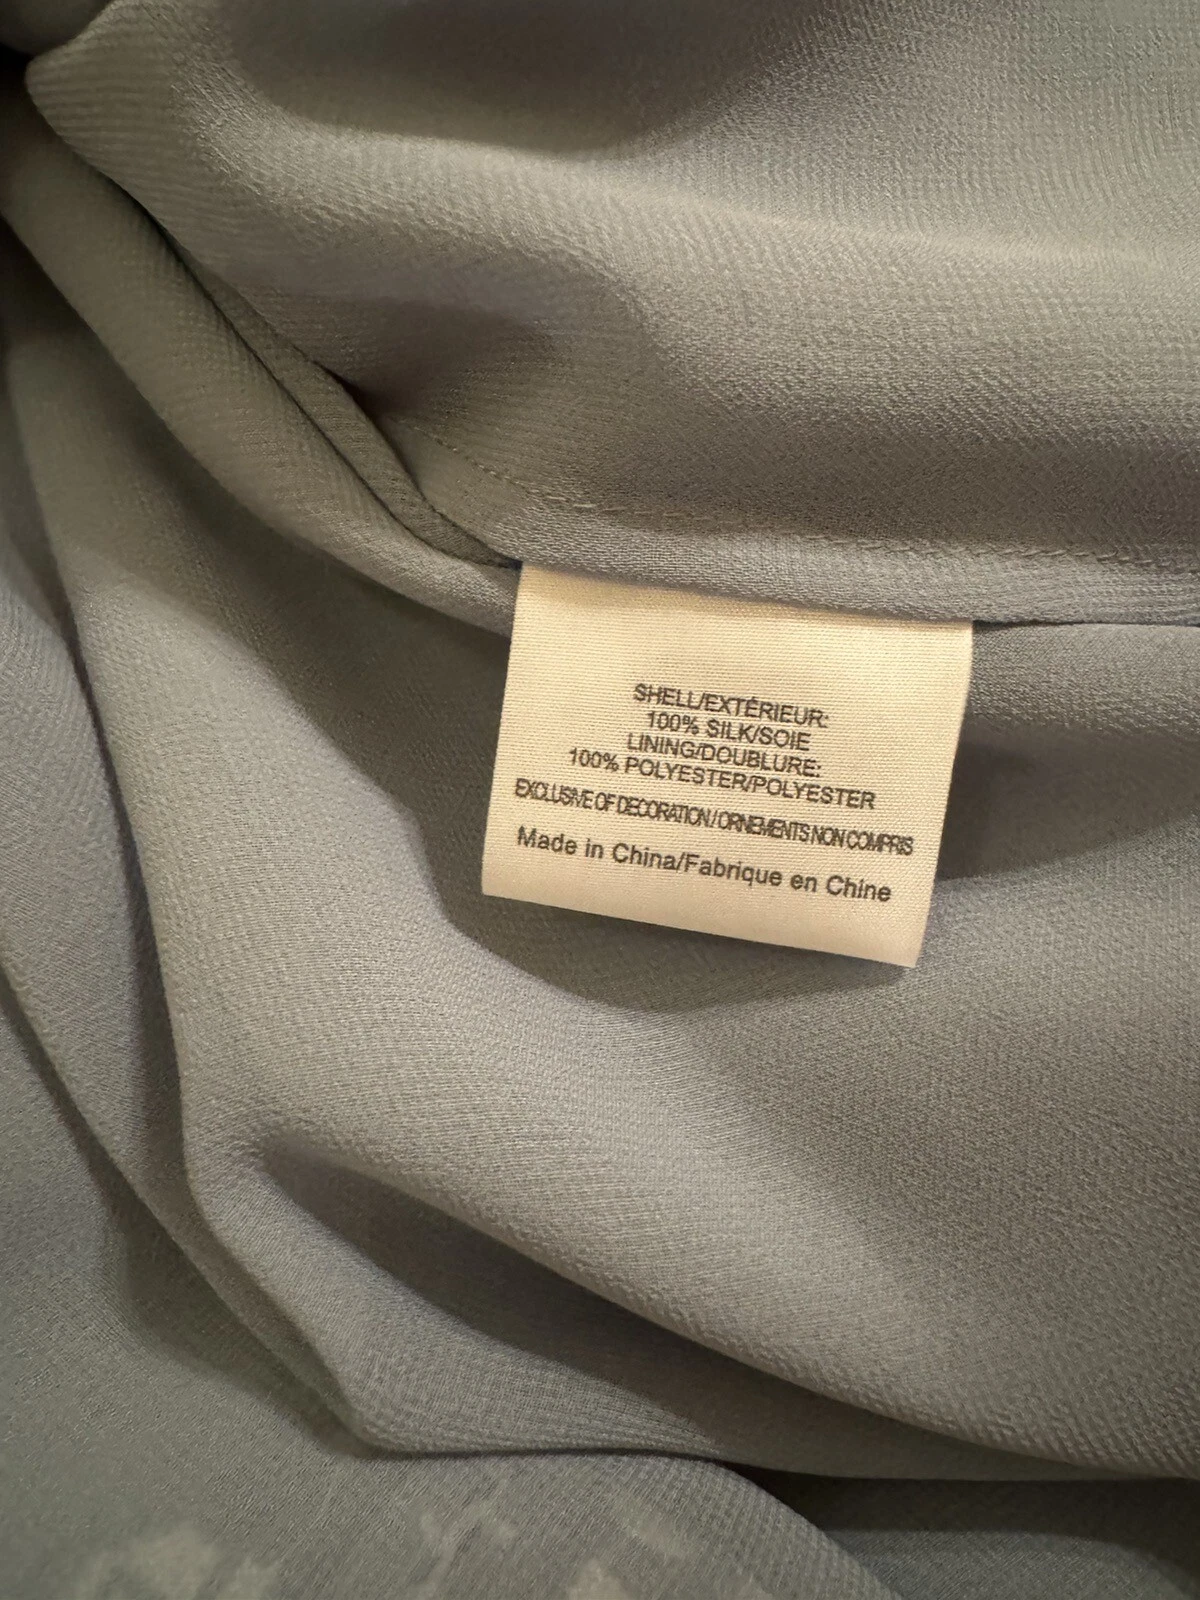 SHELL/EXTÉRIEUR:
100% SILK/SOIE
LINING/DOUBLURE:
100% POLYESTER/POLYESTER
EXCLUSIVE OF DECORATION/ORNEMENTS NON COMPRIS
Made in China/Fabrique en Chine